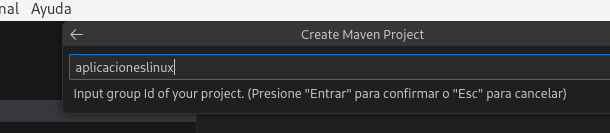 nal Ayuda
Create Maven Project
aplicacioneslinux
Input group Id of your project. (Presione "Entrar" para confirmar o "Esc" para cancelar)